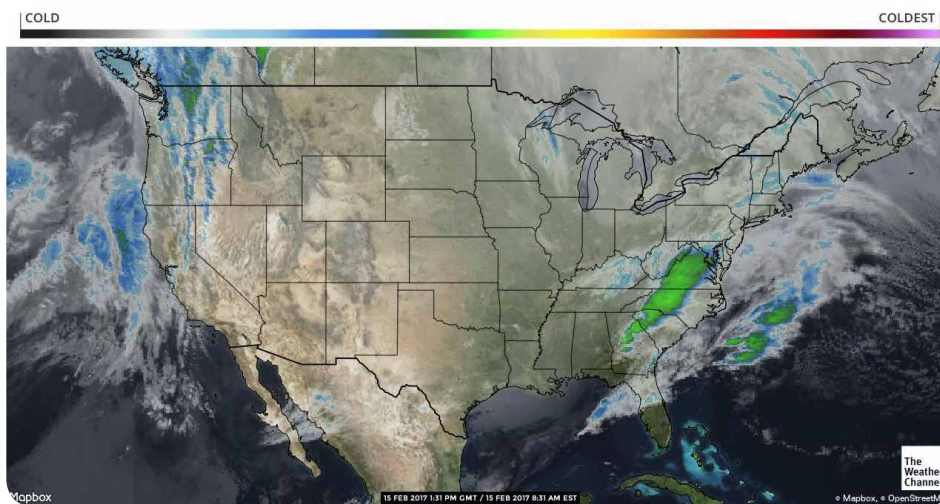 COLD
COLDEST
15 FEB 2017 1:31 PM GMT / 15 FEB 2017 8:31 AM EST
The
Weathe
Channe
Mapbox
© Mapbox, © OpenStreetM